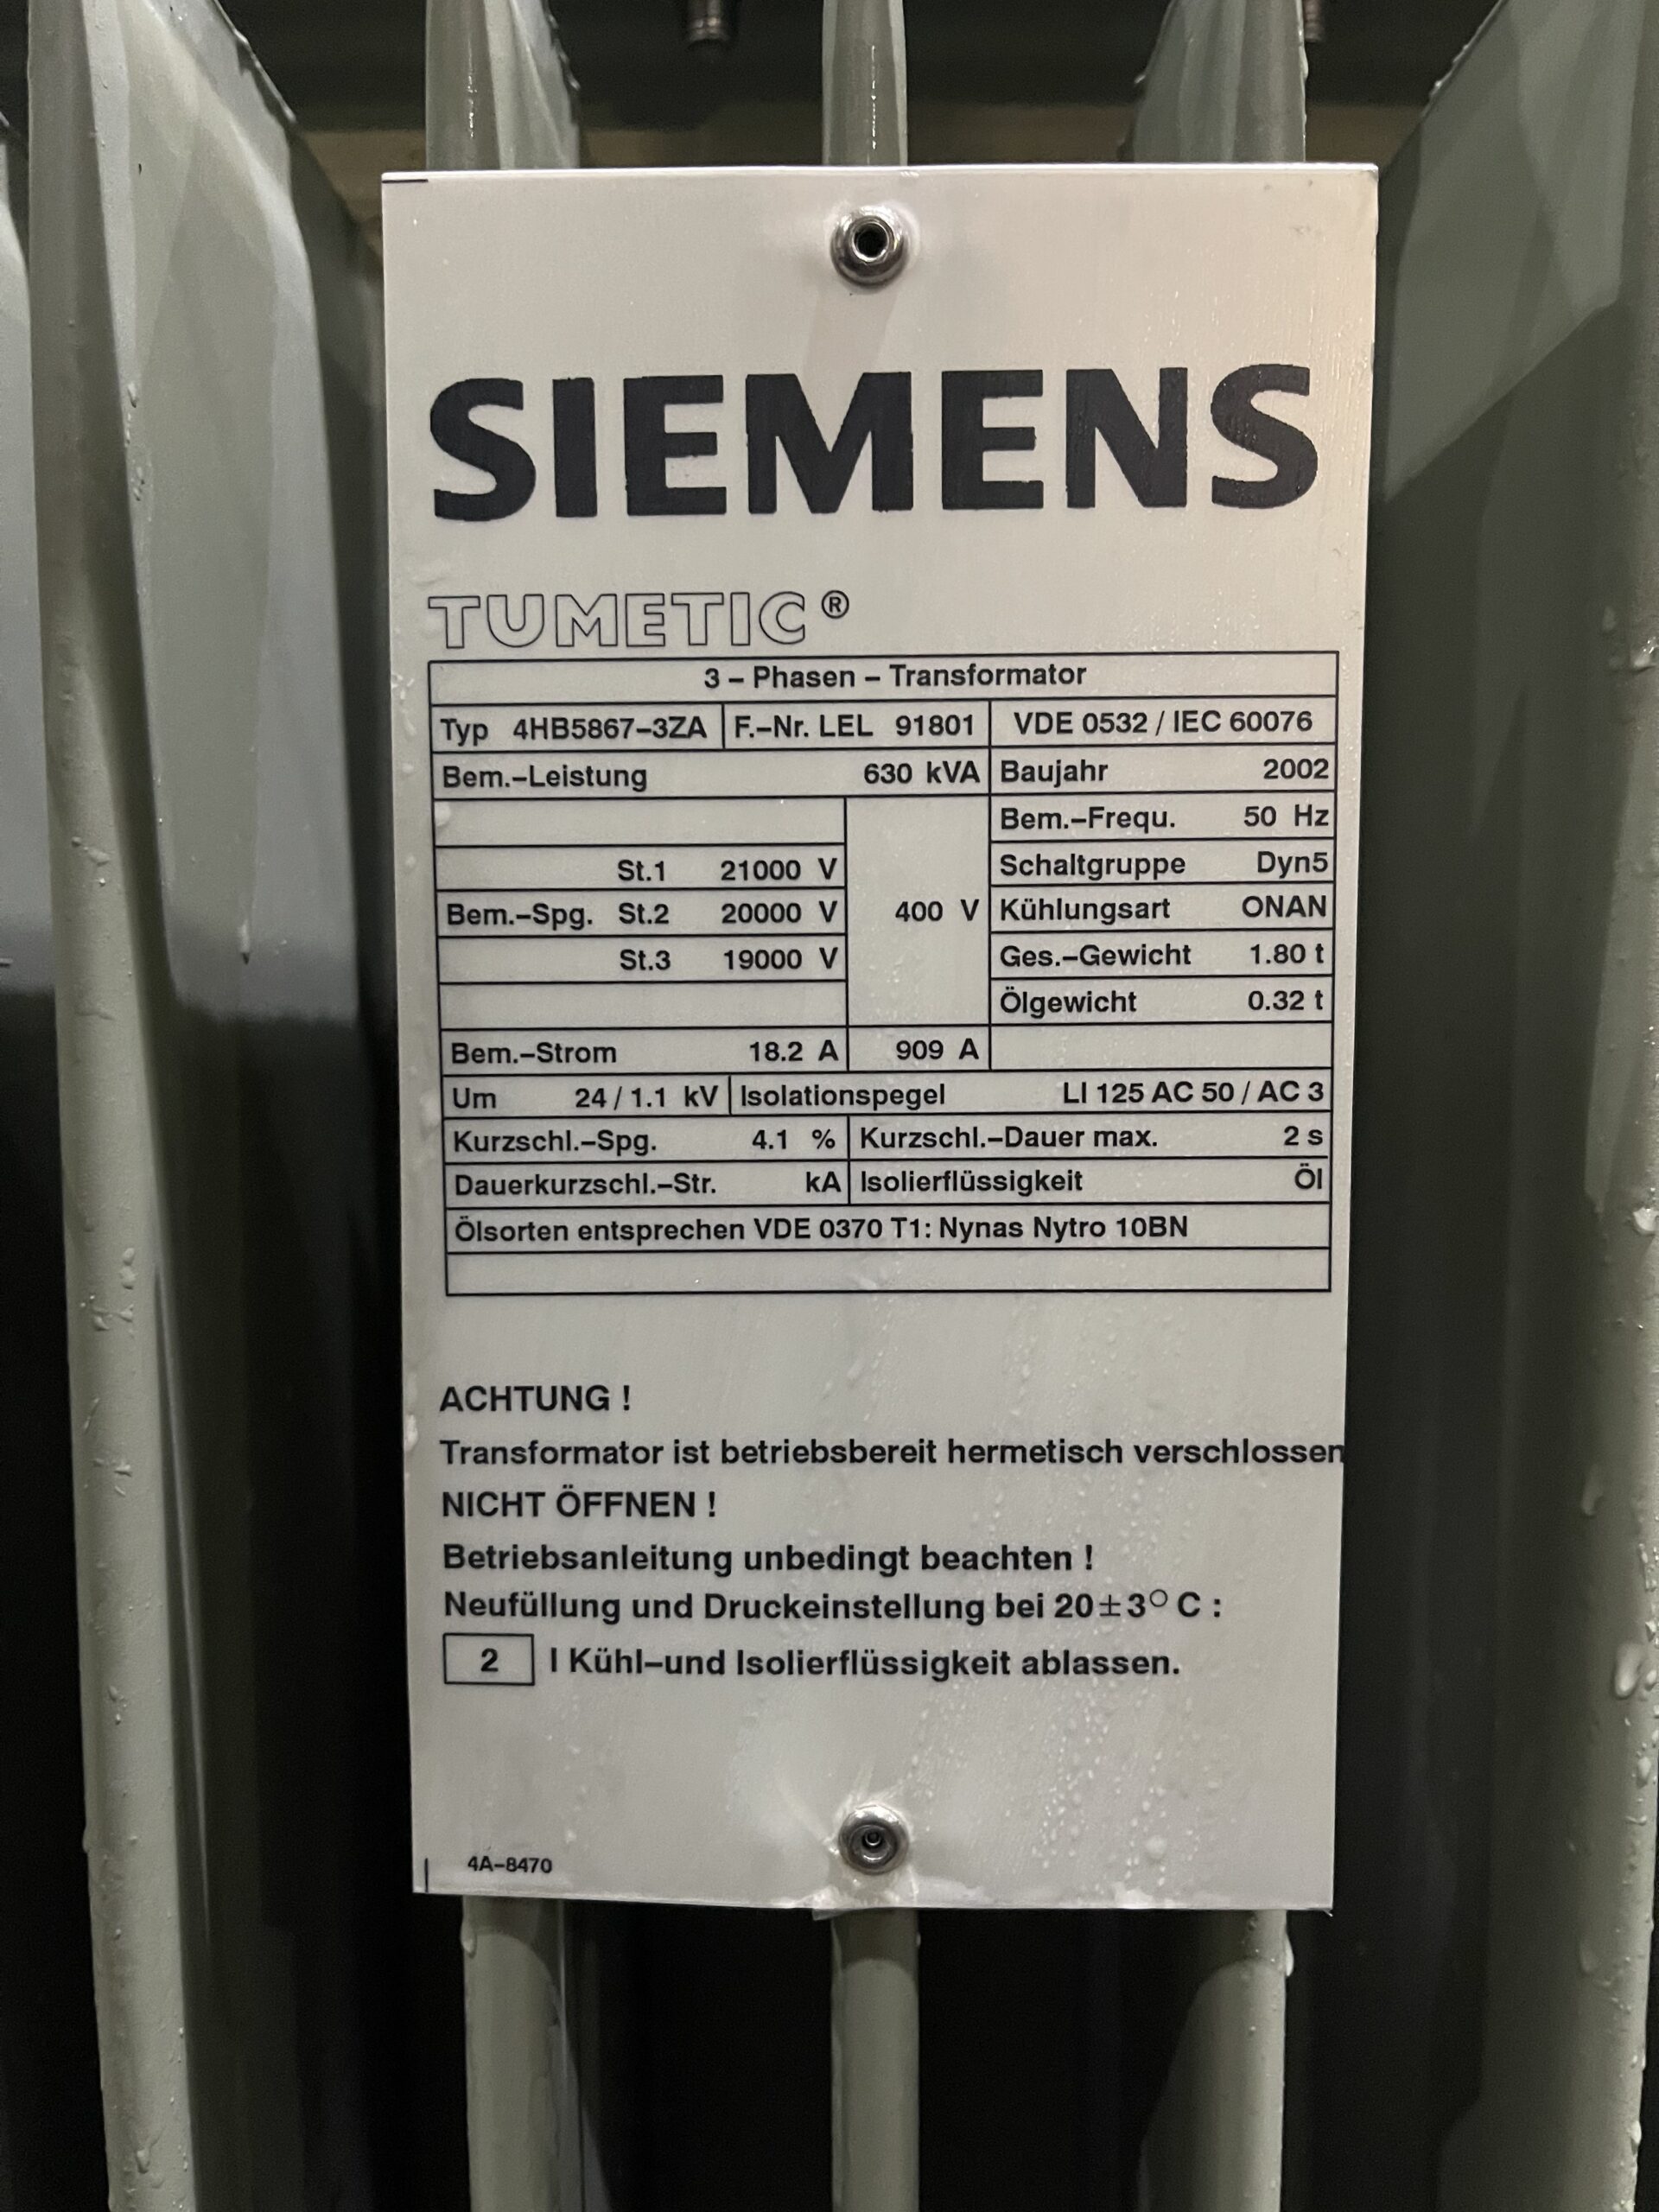 SIEMENS
TUMETIC®
3 – Phasen – Transformator
Typ 4HB5867–3ZA F.–Nr. LEL 91801 VDE 0532 / IEC 60076
Bem.–Leistung 630 kVA Baujahr 2002
Bem.–Frequ. 50 Hz
St.1 21000 V Schaltgruppe Dyn5
Bem.–Spg. St.2 20000 V 400 V Kühlungsart ONAN
St.3 19000 V Ges.–Gewicht 1.80 t
Ölgewicht 0.32 t
Bem.–Strom 18.2 A 909 A
Um 24 / 1.1 kV Isolationspegel LI 125 AC 50 / AC 3
Kurzschl.–Spg. 4.1 % Kurzschl.–Dauer max. 2 s
Dauerkurzschl.–Str. kA Isolierflüssigkeit Öl
Ölsorten entsprechen VDE 0370 T1: Nynas Nytro 10BN
ACHTUNG !
Transformator ist betriebsbereit hermetisch verschlossen
NICHT ÖFFNEN !
Betriebsanleitung unbedingt beachten !
Neufüllung und Druckeinstellung bei 20±3° C :
2 l Kühl–und Isolierflüssigkeit ablassen.
4A–8470